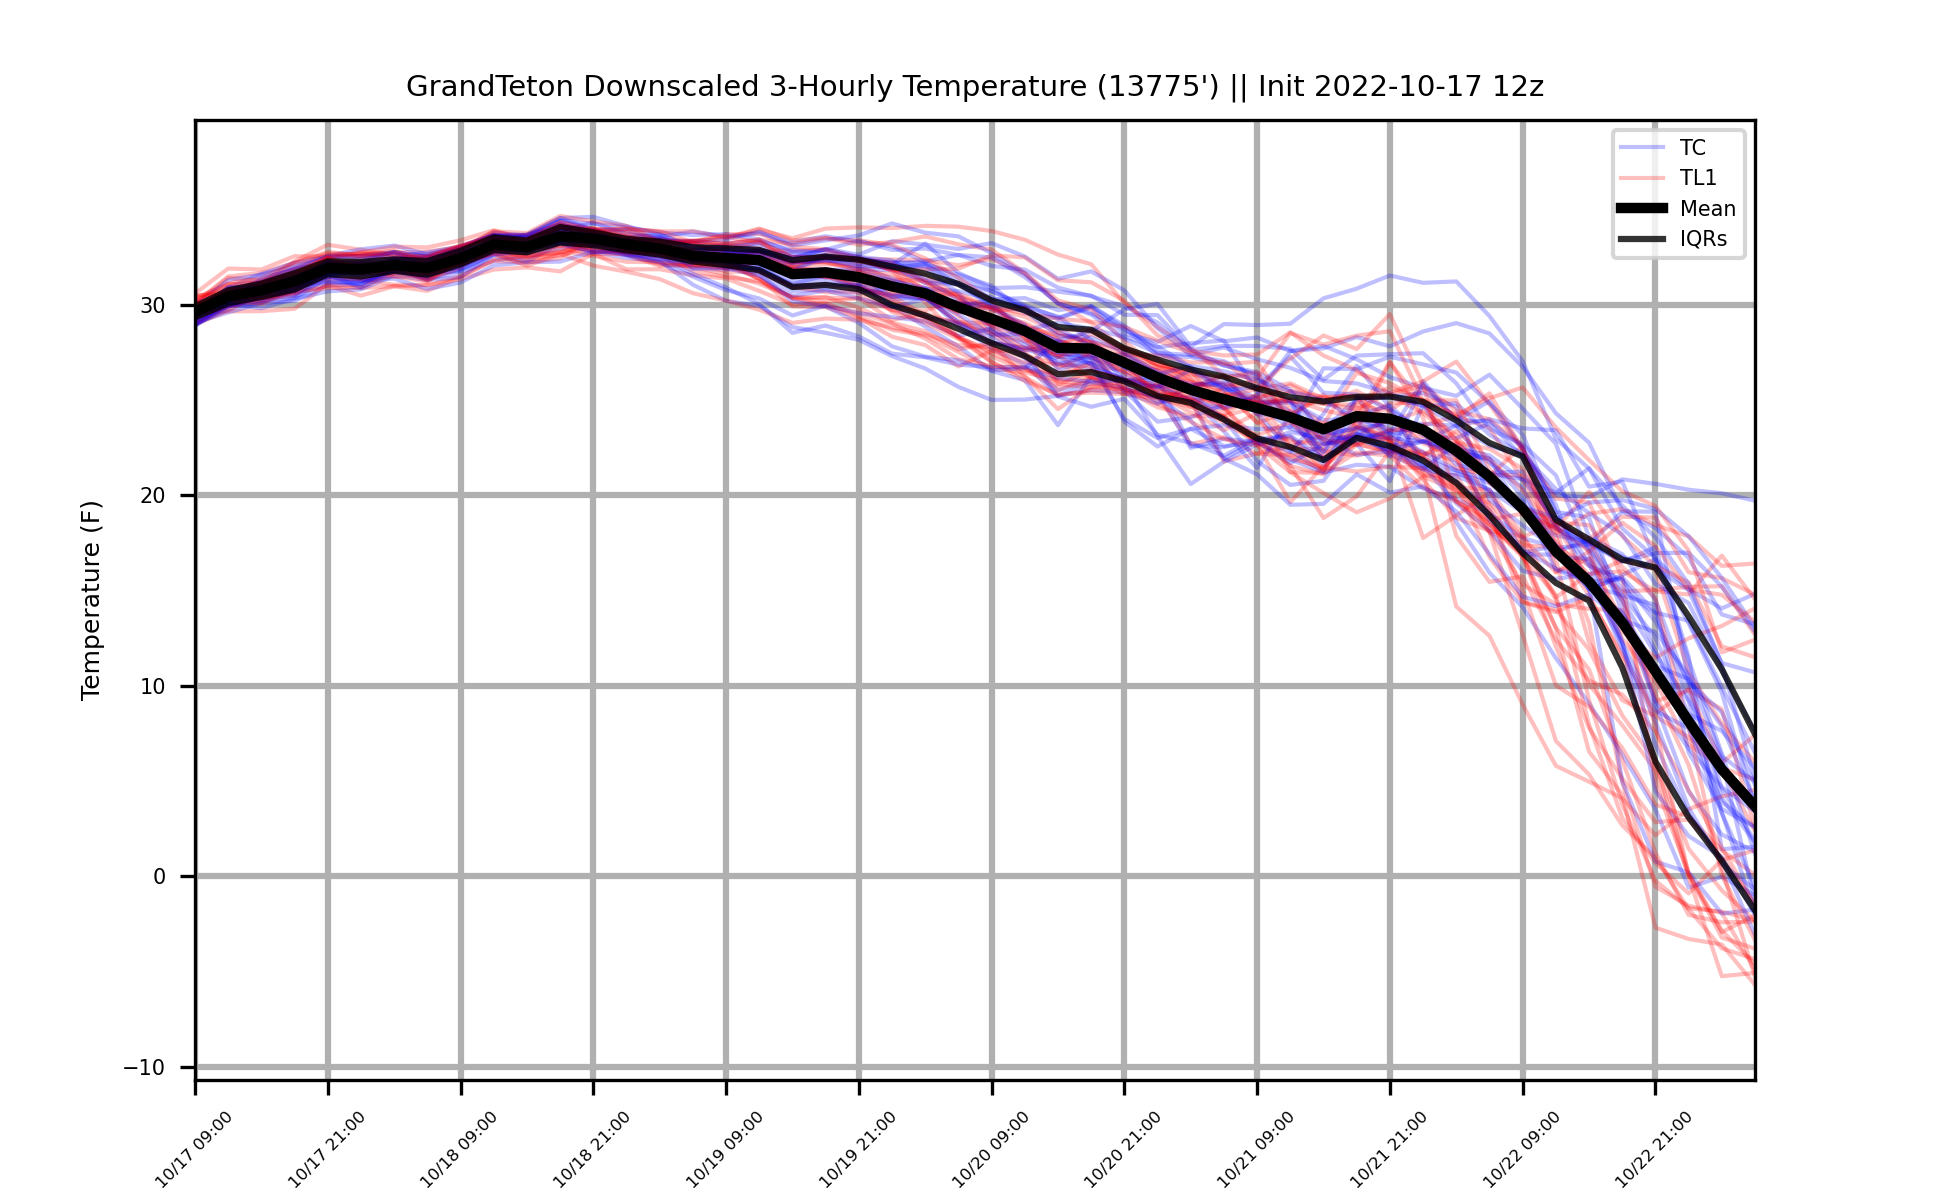 GrandTeton Downscaled 3-Hourly Temperature (13775') || Init 2022-10-17 12z
TC
TL1
Mean
IQRs
Temperature (F)
30
20
10
0
−10
10/17 09:00
10/17 21:00
10/18 09:00
10/18 21:00
10/19 09:00
10/19 21:00
10/20 09:00
10/20 21:00
10/21 09:00
10/21 21:00
10/22 09:00
10/22 21:00